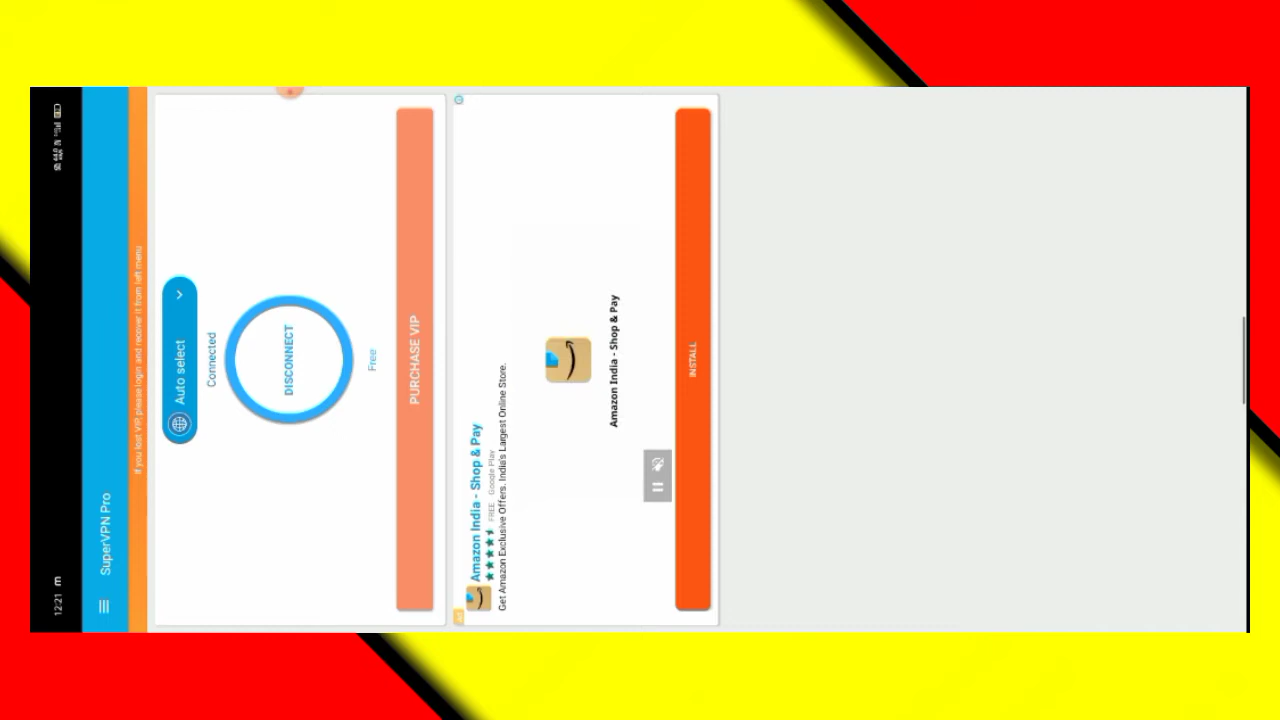 12:21 m
SuperVPN Pro
If you lost VIP, please login and recover it from left menu
Auto select
Connected
DISCONNECT
Free
PURCHASE VIP
Ad
Amazon India - Shop & Pay
FREE Google Play
Get Amazon Exclusive Offers. India's Largest Online Store.
Amazon India - Shop & Pay
INSTALL